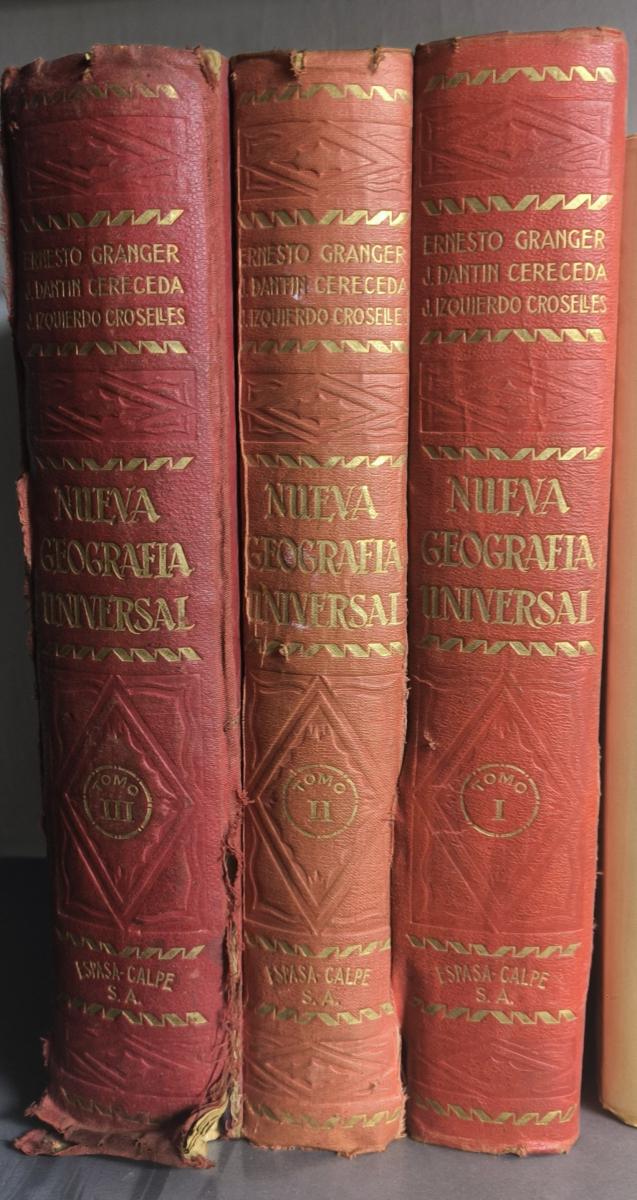 ERNESTO GRANGER
J. DANTIN CERECEDA
J. IZQUIERDO CROSELLES
NUEVA
GEOGRAFIA
UNIVERSAL
TOMO
III
ESPASA-CALPE
S. A.
ERNESTO GRANGER
J. DANTIN CERECEDA
J. IZQUIERDO CROSELLES
NUEVA
GEOGRAFIA
UNIVERSAL
TOMO
II
ESPASA-CALPE
S. A.
ERNESTO GRANGER
J. DANTIN CERECEDA
J. IZQUIERDO CROSELLES
NUEVA
GEOGRAFIA
UNIVERSAL
TOMO
I
ESPASA-CALPE
S. A.